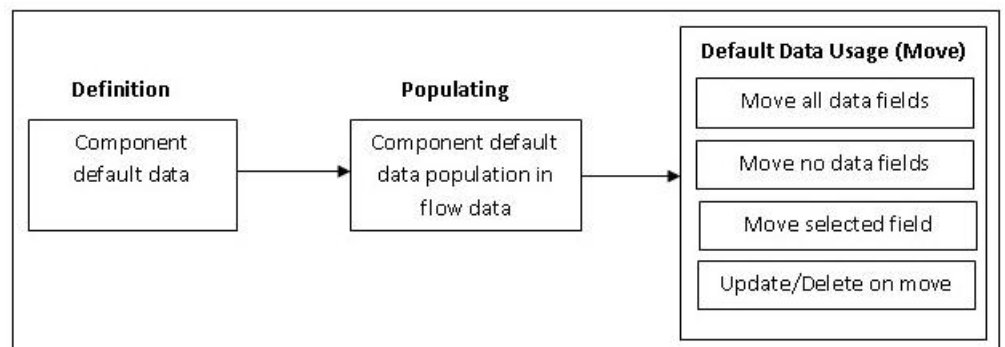 Definition
Component
default data
Populating
Component default
data population in
flow data
Default Data Usage (Move)
Move all data fields
Move no data fields
Move selected field
Update/Delete on move